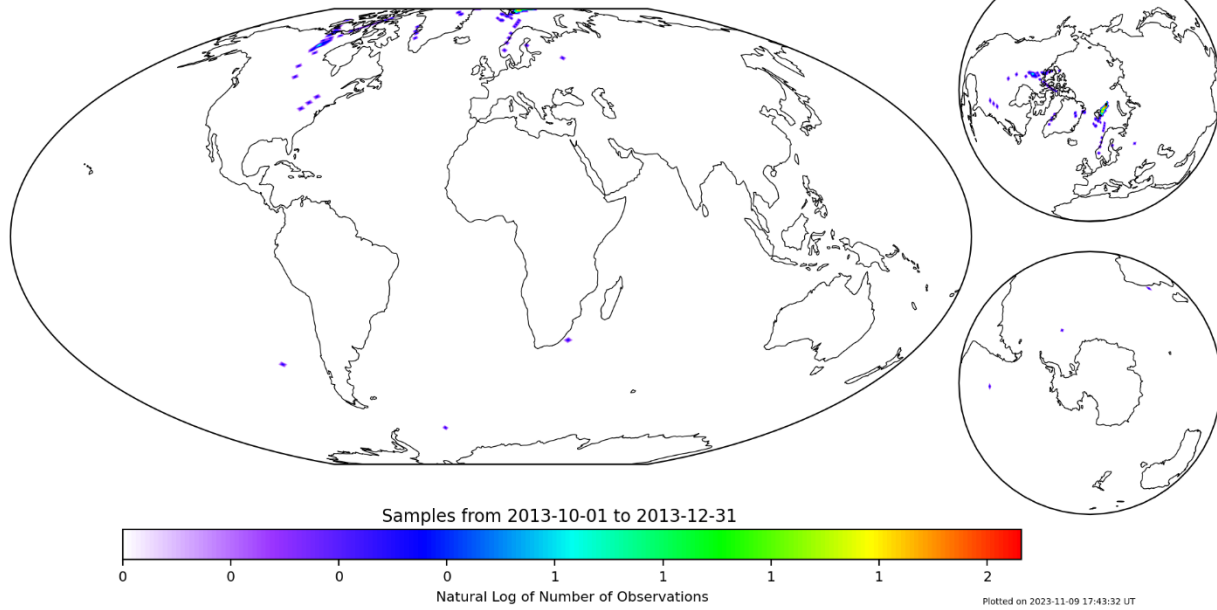 Samples from 2013-10-01 to 2013-12-31
0 0 0 0 1 1 1 1 2
Natural Log of Number of Observations
Plotted on 2023-11-09 17:43:32 UT